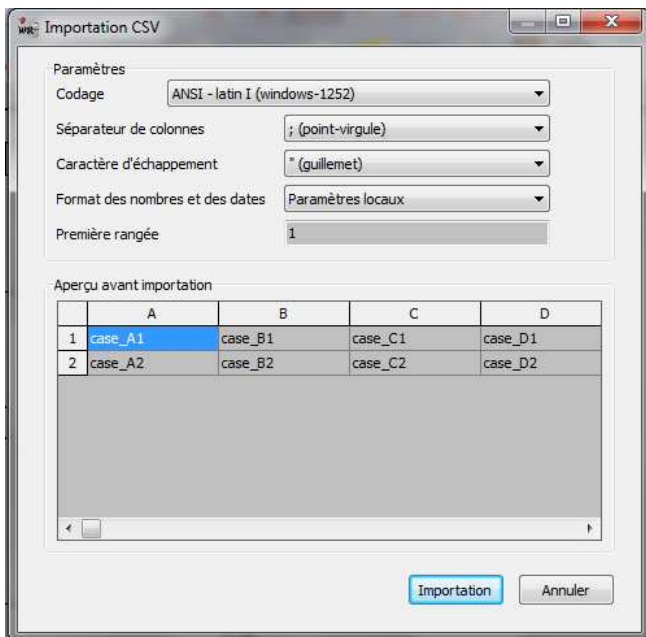 Importation CSV
Paramètres
Codage ANSI - latin I (windows-1252)
Séparateur de colonnes ; (point-virgule)
Caractère d'échappement " (guillemet)
Format des nombres et des dates Paramètres locaux
Première rangée 1
Aperçu avant importation
A B C D
1 case_A1 case_B1 case_C1 case_D1
2 case_A2 case_B2 case_C2 case_D2
Importation Annuler